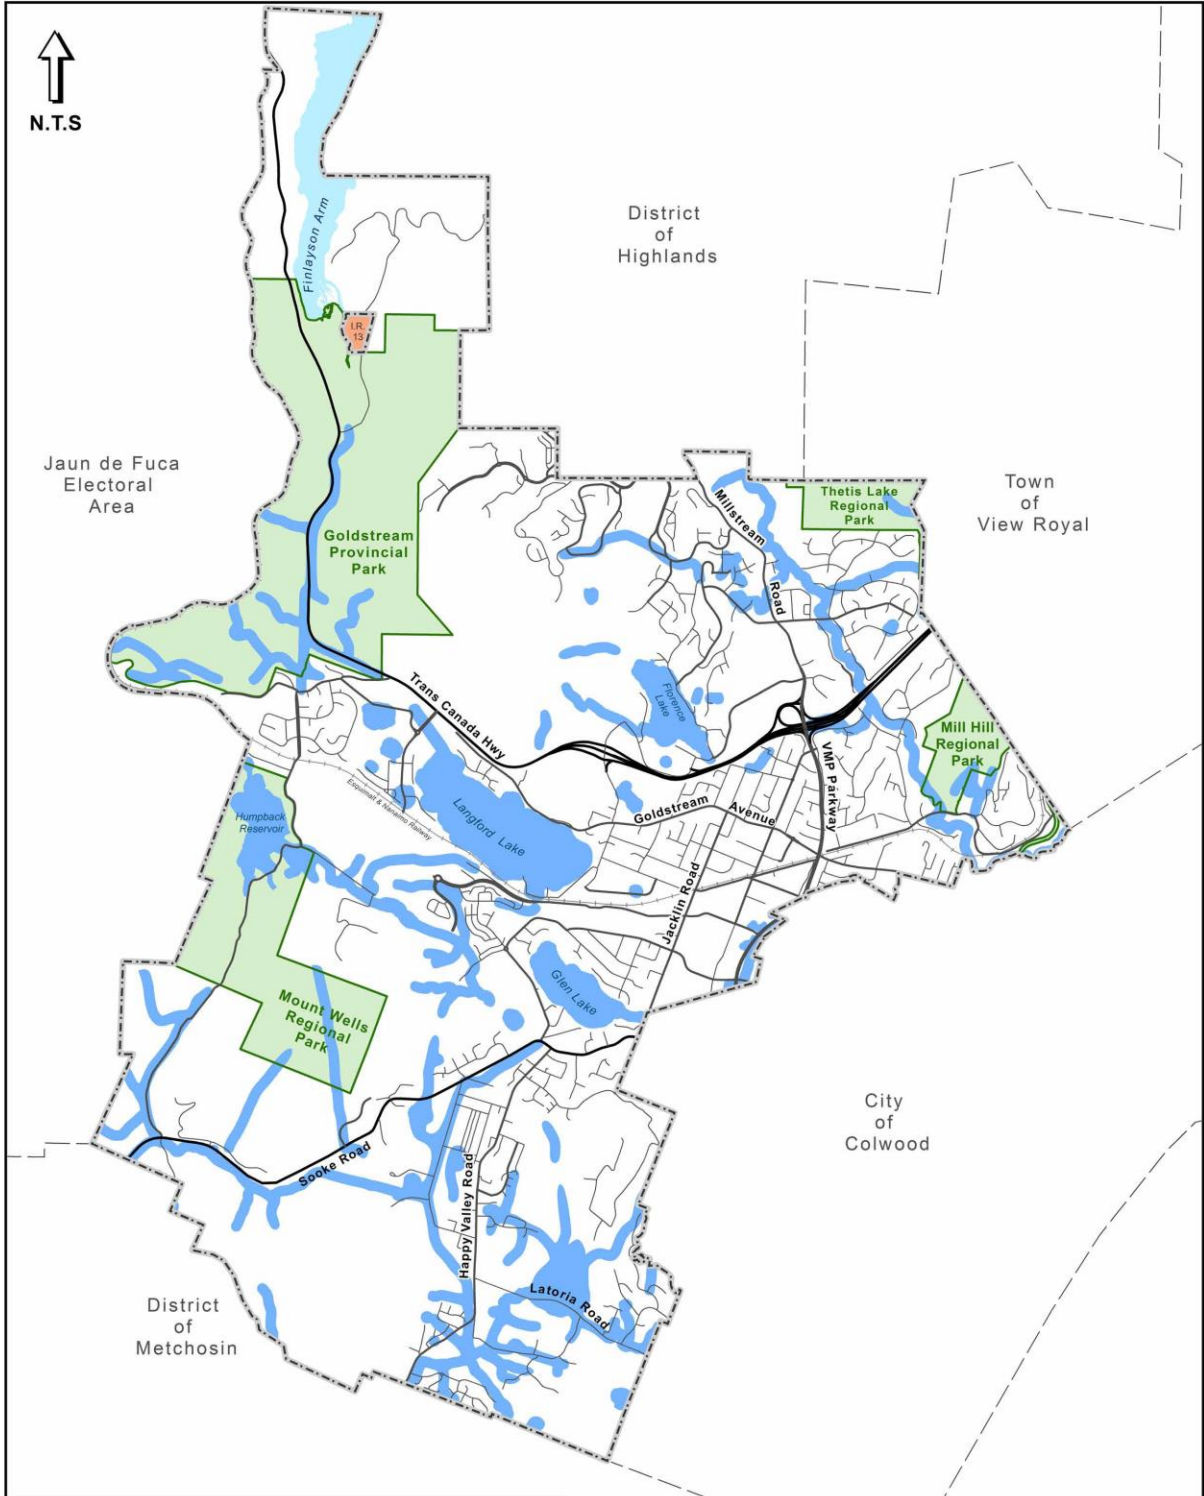 N.T.S
District
of
Highlands
Finlayson Arm
I.R.
13
Jaun de Fuca
Electoral
Area
Town
of
View Royal
Thetis Lake
Regional
Park
Millstream
Road
Goldstream
Provincial
Park
Trans Canada Hwy
Florence
Lake
Mill Hill
Regional
Park
VMP Parkway
Goldstream
Avenue
Esquimalt & Nanaimo Railway
Langford Lake
Humpback
Reservoir
Jacklin Road
Glen Lake
Mount Wells
Regional
Park
City
of
Colwood
Sooke Road
Happy Valley Road
Latoria Road
District
of
Metchosin